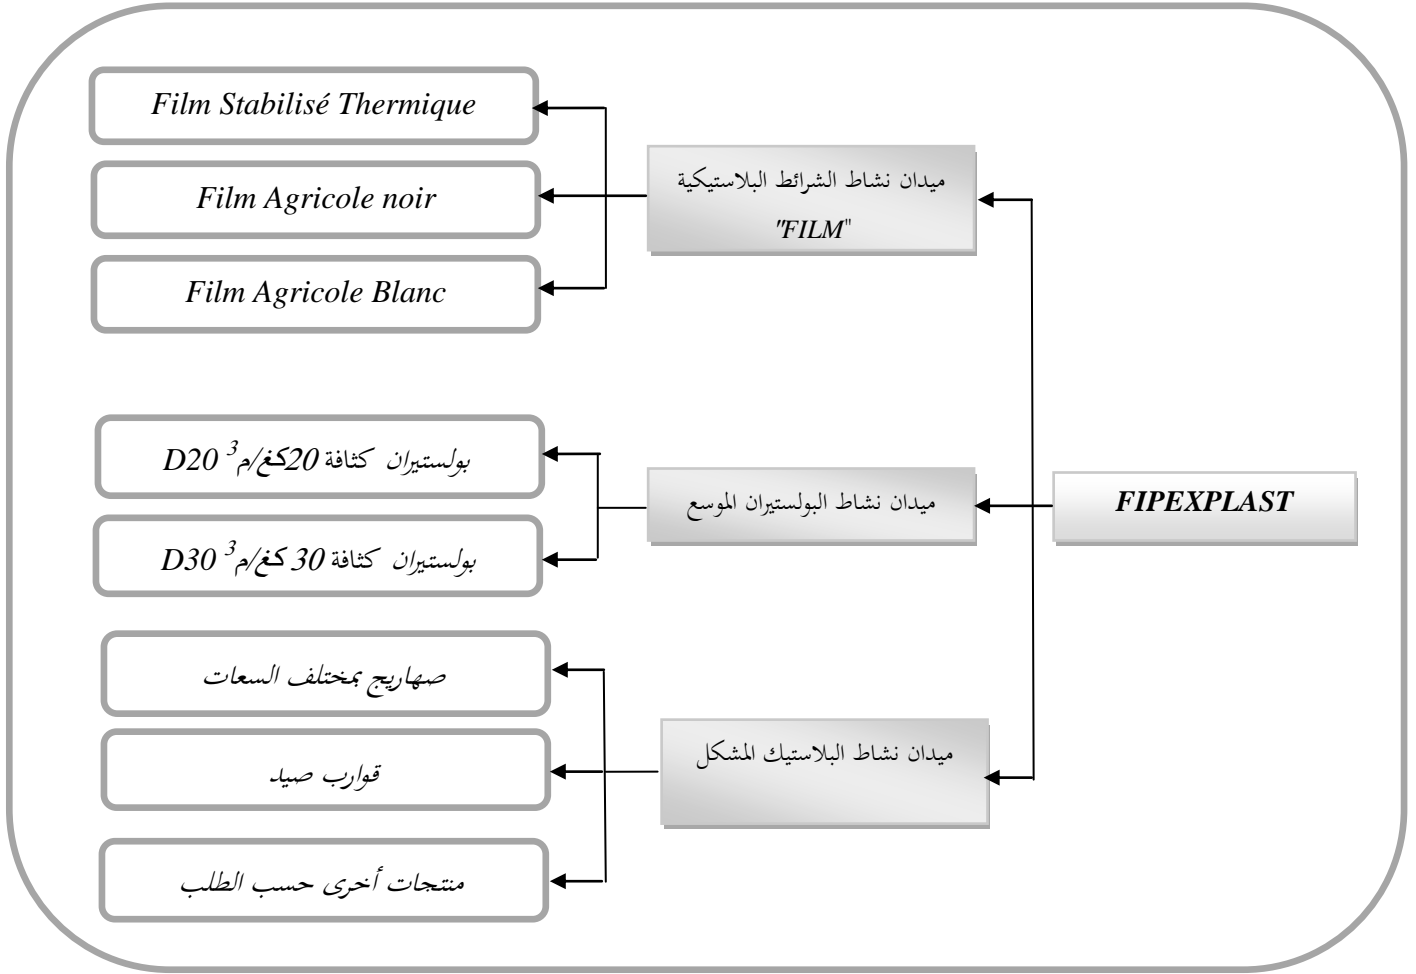 Film Stabilisé Thermique
Film Agricole noir
Film Agricole Blanc
ميدان نشاط الشرائط البلاستيكية
"FILM"
بولستيران كثافة 20كغ/م³ D20
بولستيران كثافة 30 كغ/م³ D30
ميدان نشاط البولستيران الموسع
FIPEXPLAST
صهاريج بمختلف السعات
قوارب صيد
منتجات أخرى حسب الطلب
ميدان نشاط البلاستيك المشكل